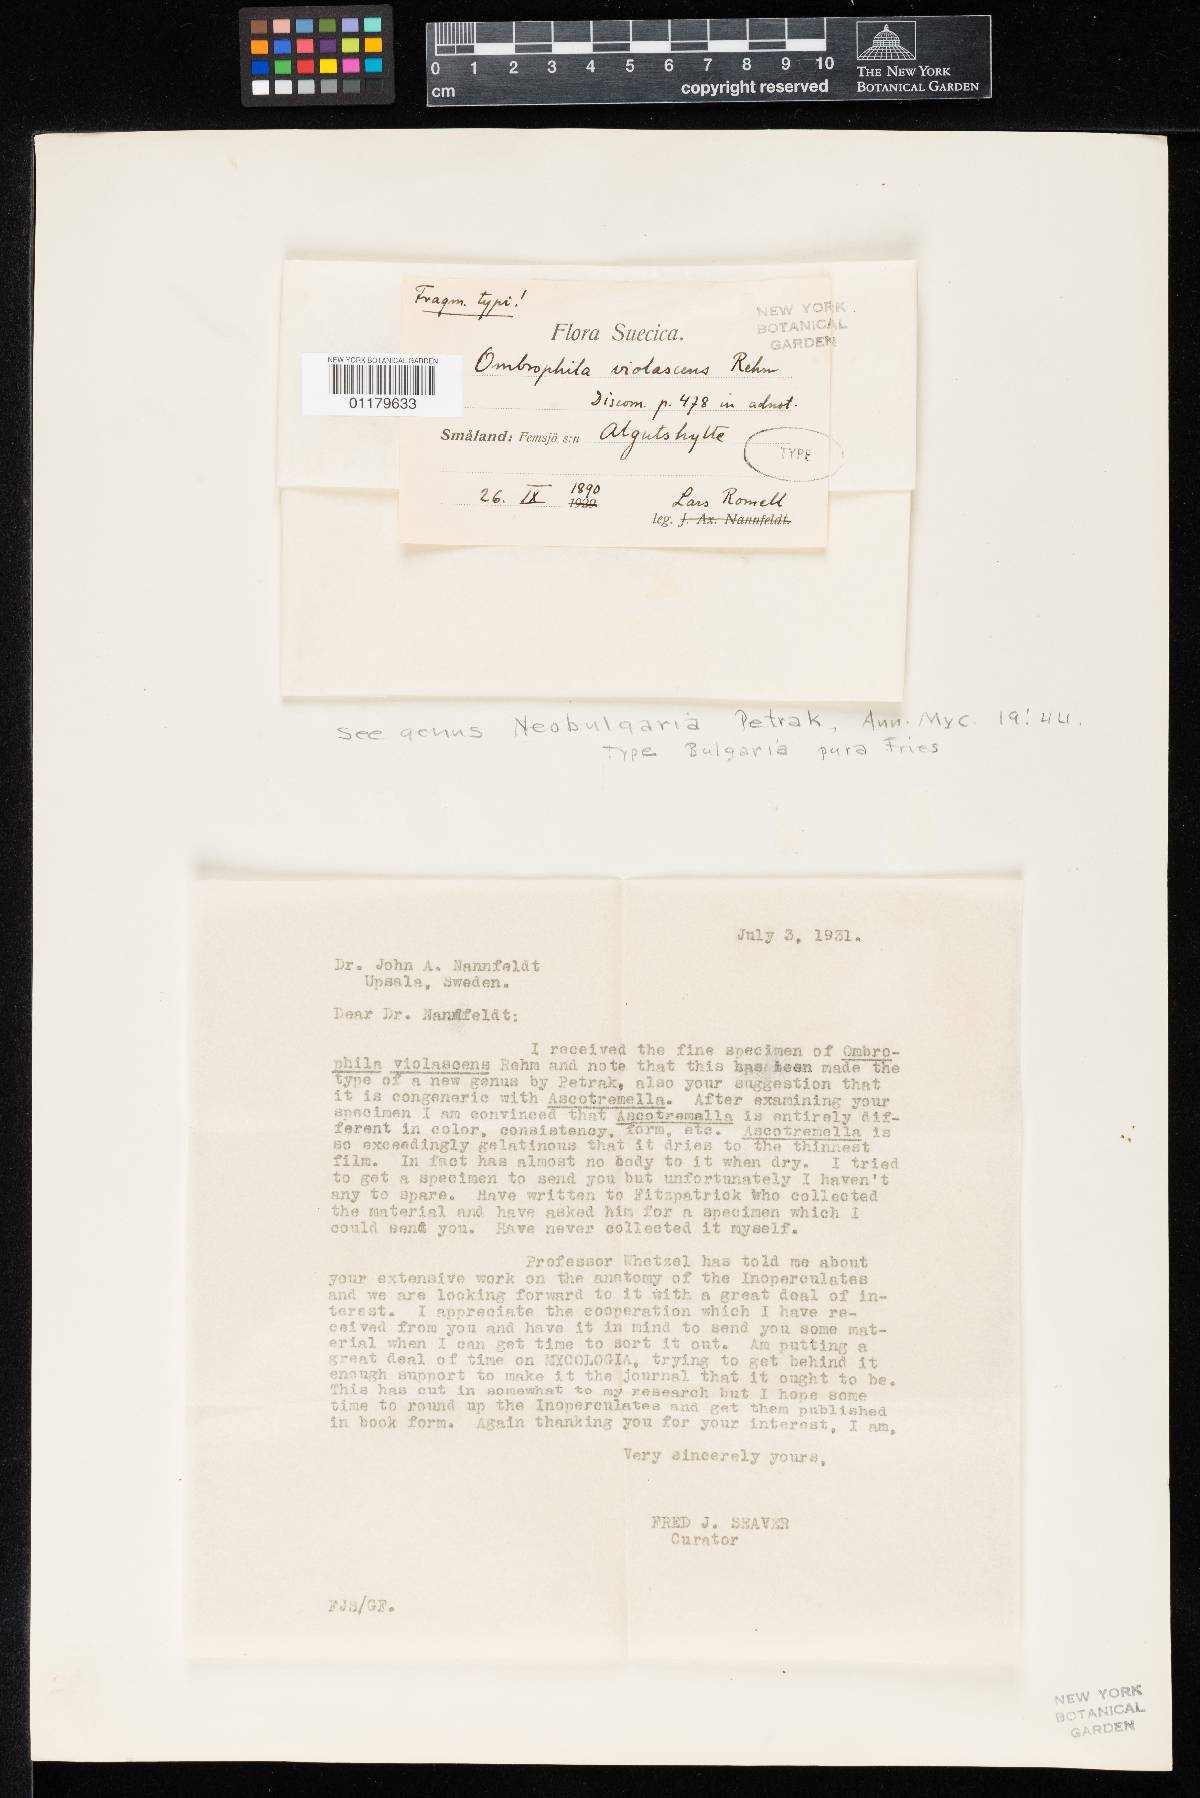 0 1 2 3 4 5 6 7 8 9 10
cm
copyright reserved
THE NEW YORK
BOTANICAL GARDEN
Fragm. typi!
NEW YORK
BOTANICAL
GARDEN
Flora Suecica.
NEW YORK BOTANICAL GARDEN
01179633
Ombrophila violascens Rehm
Discom. p. 478 in adnot.
Småland: Femsjö s:n Algutshylte
TYPE
26. IX 1890
1929
Lars Romell
leg. J. Ax. Nannfeldt.
see genus Neobulgaria Petrak, Ann. Myc. 19:44.
Type Bulgaria pura Fries
July 3, 1931.
Dr. John A. Nannfeldt
Upsala, Sweden.
Dear Dr. Nannfeldt:
I received the fine specimen of Ombro-
phila violascens Rehm and note that this has been made the
type of a new genus by Petrak, also your suggestion that
it is congeneric with Ascotremella. After examining your
specimen I am convinced that Ascotremella is entirely dif-
ferent in color, consistency, form, etc. Ascotremella is
so exceedingly gelatinous that it dries to the thinnest
film. In fact has almost no body to it when dry. I tried
to get a specimen to send you but unfortunately I haven't
any to spare. Have written to Fitzpatrick who collected
the material and have asked him for a specimen which I
could send you. Have never collected it myself.
Professor Whetzel has told me about
your extensive work on the anatomy of the Inoperculates
and we are looking forward to it with a great deal of in-
terest. I appreciate the cooperation which I have re-
ceived from you and have it in mind to send you some mat-
erial when I can get time to sort it out. Am putting a
great deal of time on MYCOLOGIA, trying to get behind it
enough support to make it the journal that it ought to be.
This has cut in somewhat to my research but I hope some
time to round up the Inoperculates and get them published
in book form. Again thanking you for your interest, I am,
Very sincerely yours,
FRED J. SEAVER
Curator
FJS/GF.
NEW YORK
BOTANICAL
GARDEN